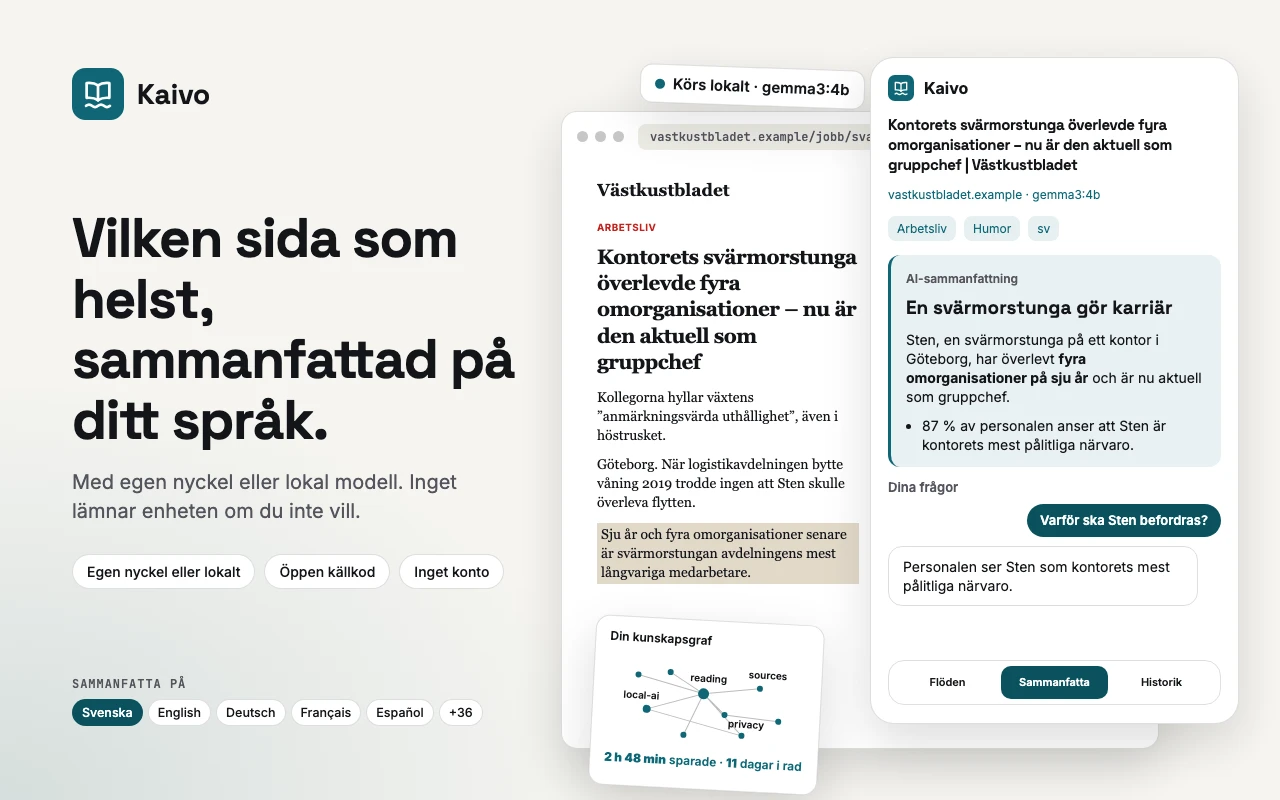 Kaivo
Vilken sida som
helst,
sammanfattad på
ditt språk.
Med egen nyckel eller lokal modell. Inget
lämnar enheten om du inte vill.
Egen nyckel eller lokalt
Öppen källkod
Inget konto
SAMMANFATTA PÅ
Svenska
English
Deutsch
Français
Español
+36
Körs lokalt · gemma3:4b
vastkustbladet.example/jobb/sva
Västkustbladet
ARBETSLIV
Kontorets svärmorstunga
överlevde fyra
omorganisationer – nu är
den aktuell som
gruppchef
Kollegorna hyllar växtens
”anmärkningsvärda uthållighet”, även i
höstrusket.
Göteborg. När logistikavdelningen bytte
våning 2019 trodde ingen att Sten skulle
överleva flytten.
Sju år och fyra omorganisationer senare
är svärmorstungan avdelningens mest
långvariga medarbetare.
Din kunskapsgraf
reading
sources
local-ai
privacy
2 h 48 min sparade · 11 dagar i rad
Kaivo
Kontorets svärmorstunga överlevde fyra
omorganisationer – nu är den aktuell som
gruppchef | Västkustbladet
vastkustbladet.example · gemma3:4b
Arbetsliv
Humor
sv
AI-sammanfattning
En svärmorstunga gör karriär
Sten, en svärmorstunga på ett kontor i
Göteborg, har överlevt fyra
omorganisationer på sju år och är nu aktuell
som gruppchef.
• 87 % av personalen anser att Sten är
kontorets mest pålitliga närvaro.
Dina frågor
Varför ska Sten befordras?
Personalen ser Sten som kontorets mest
pålitliga närvaro.
Flöden
Sammanfatta
Historik